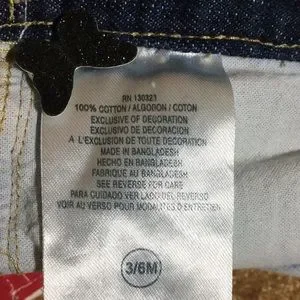 RN 130321
100% COTTON / ALGODON / COTON
EXCLUSIVE OF DECORATION
EXCLUSIVO DE DECORACION
A L'EXCLUSION DE TOUTE DECORATION
MADE IN BANGLADESH
HECHO EN BANGLADESH
FABRIQUE AU BANGLADESH
SEE REVERSE FOR CARE
PARA CUIDADO VER LADO DEL REVERSO
VOIR AU VERSO POUR MODALITES D'ENTRETIEN
3/6M